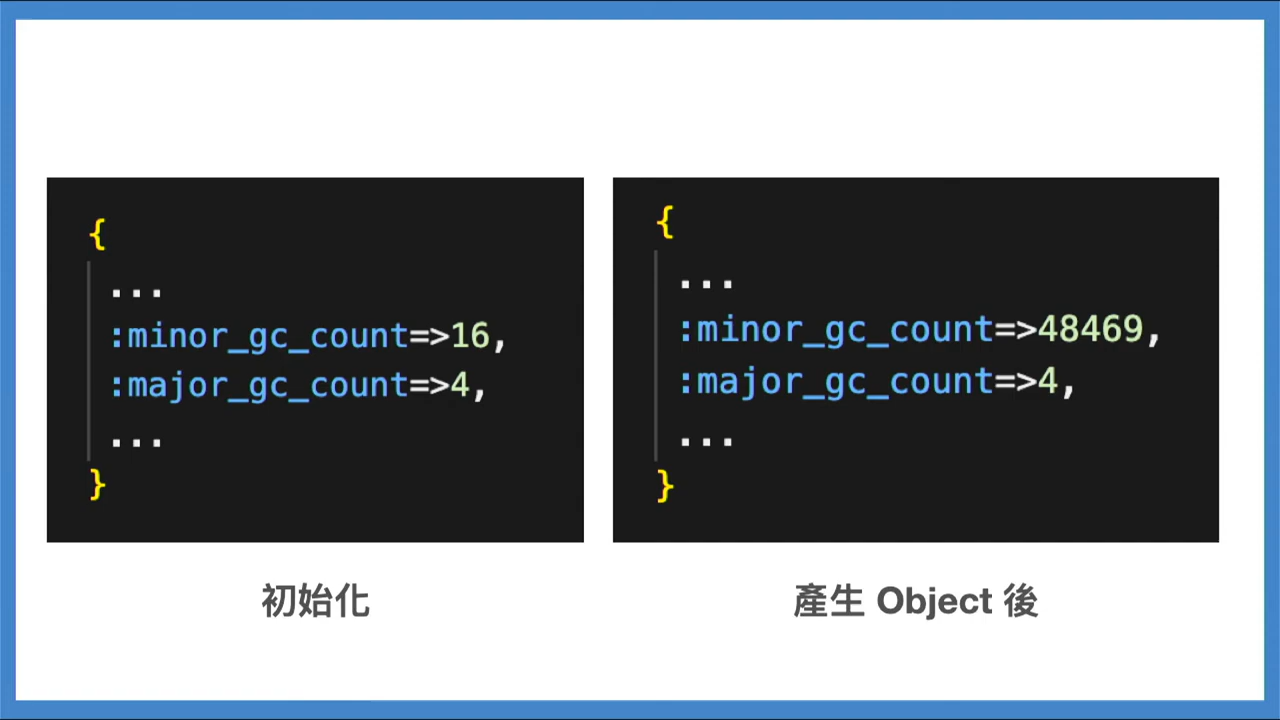 {
...
:minor_gc_count=>16,
:major_gc_count=>4,
...
}
初始化
{
...
:minor_gc_count=>48469,
:major_gc_count=>4,
...
}
產生 Object 後